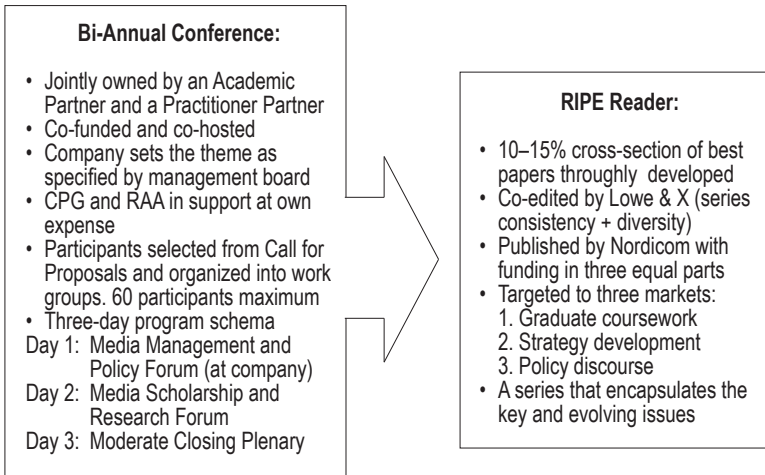 Bi-Annual Conference:
• Jointly owned by an Academic
Partner and a Practitioner Partner
• Co-funded and co-hosted
• Company sets the theme as
specified by management board
• CPG and RAA in support at own
expense
• Participants selected from Call for
Proposals and organized into work
groups. 60 participants maximum
• Three-day program schema
Day 1: Media Management and
Policy Forum (at company)
Day 2: Media Scholarship and
Research Forum
Day 3: Moderate Closing Plenary
RIPE Reader:
• 10–15% cross-section of best
papers throughly developed
• Co-edited by Lowe & X (series
consistency + diversity)
• Published by Nordicom with
funding in three equal parts
• Targeted to three markets:
1. Graduate coursework
2. Strategy development
3. Policy discourse
• A series that encapsulates the
key and evolving issues